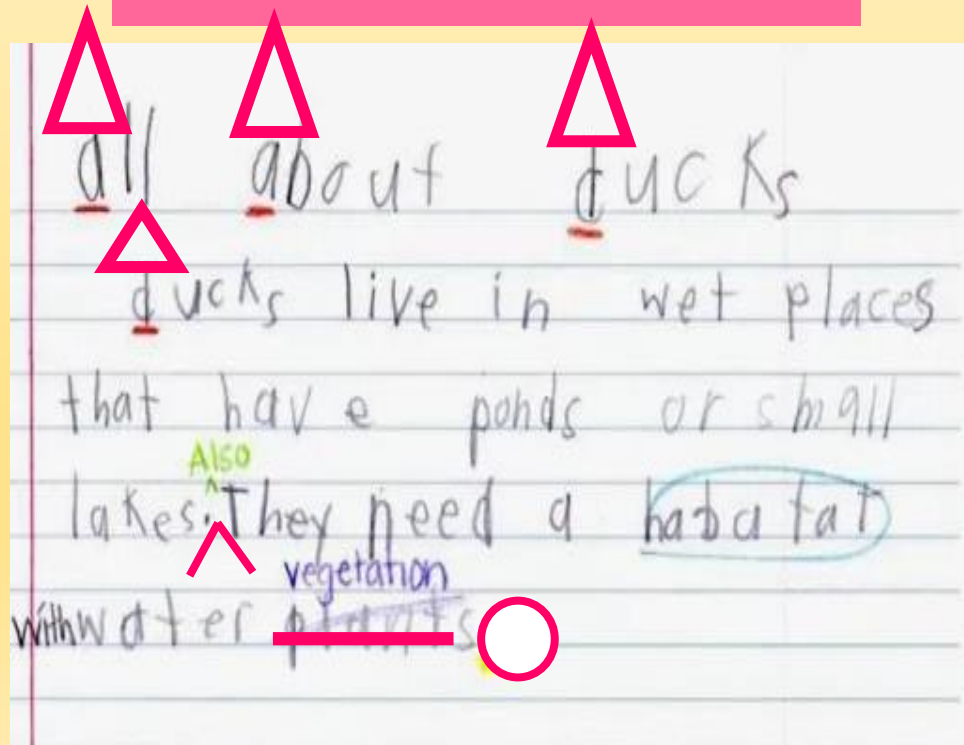 all about ducks
ducks live in wet places
that have ponds or small
Also
lakes. They need a habatat
vegetation
with water plants